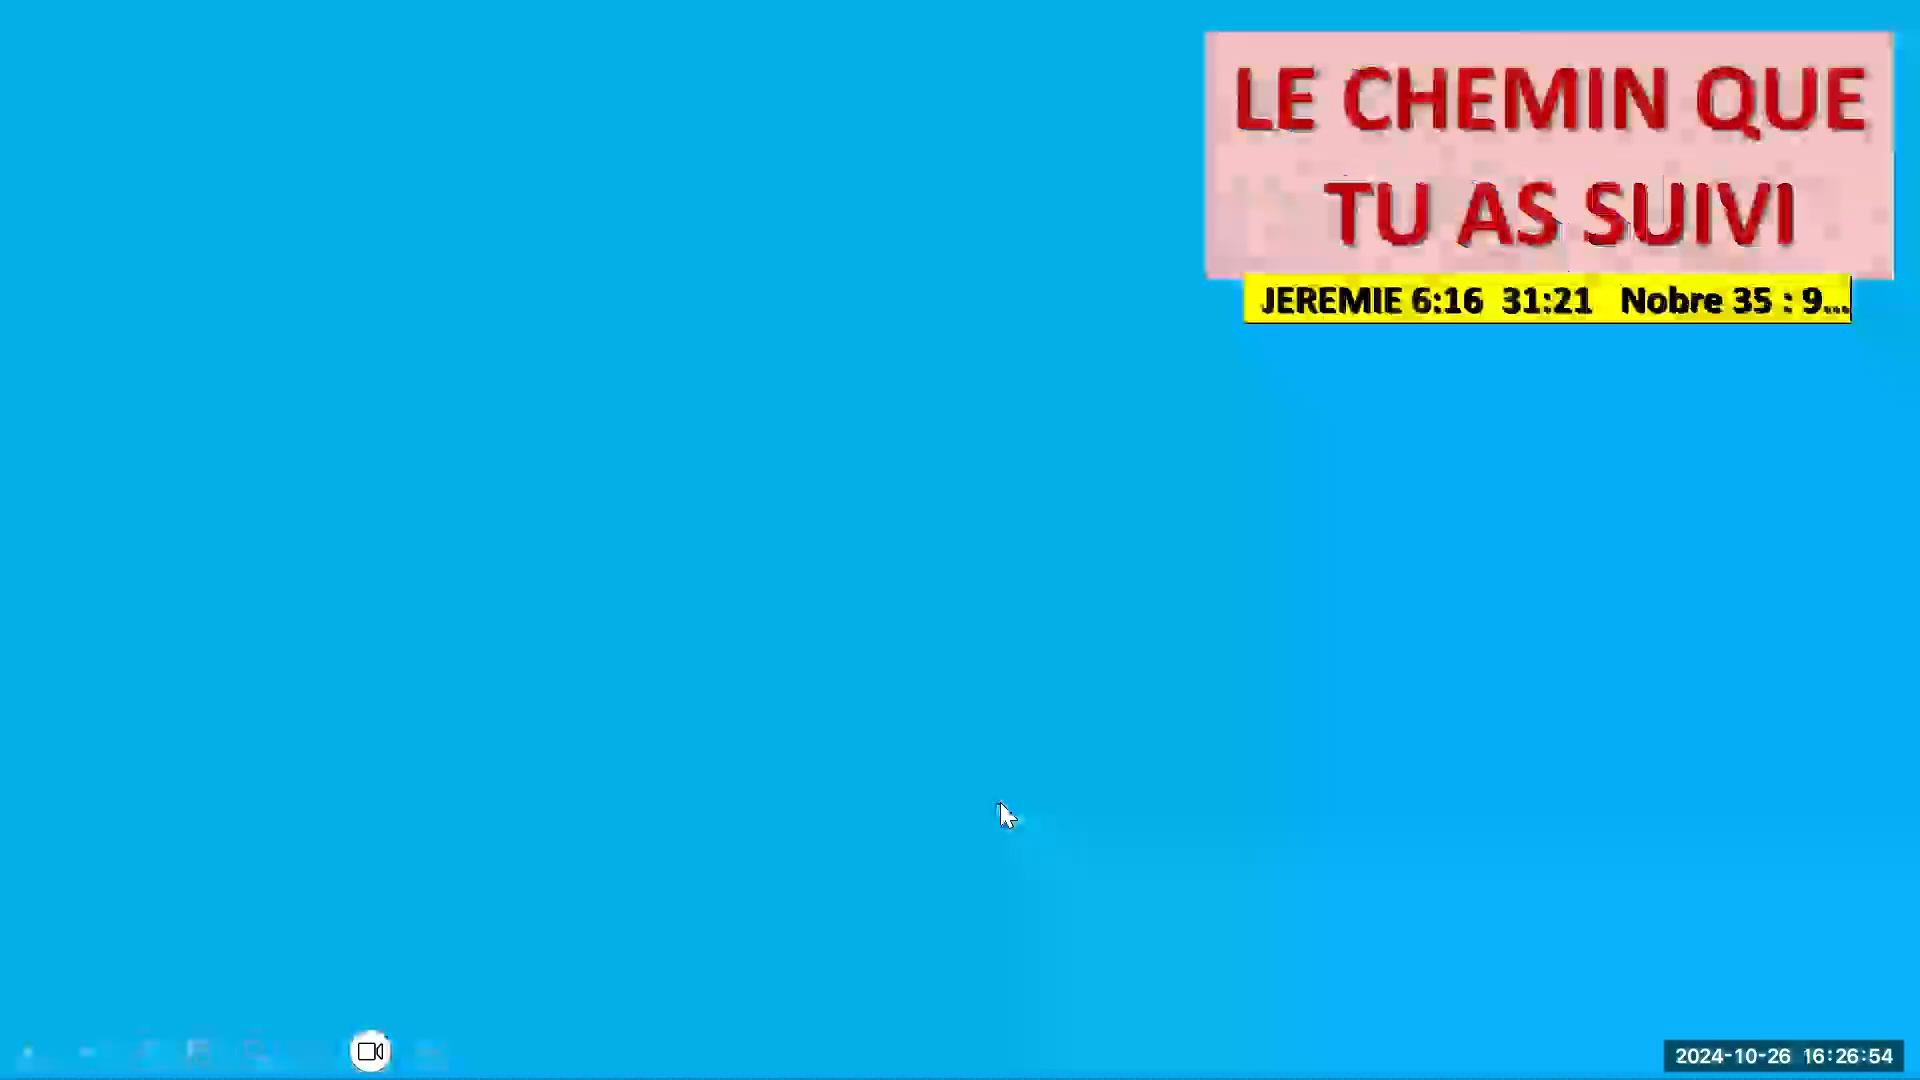 LE CHEMIN QUE
TU AS SUIVI
JEREMIE 6:16 31:21 Nobre 35 : 9...
2024-10-26 16:26:54